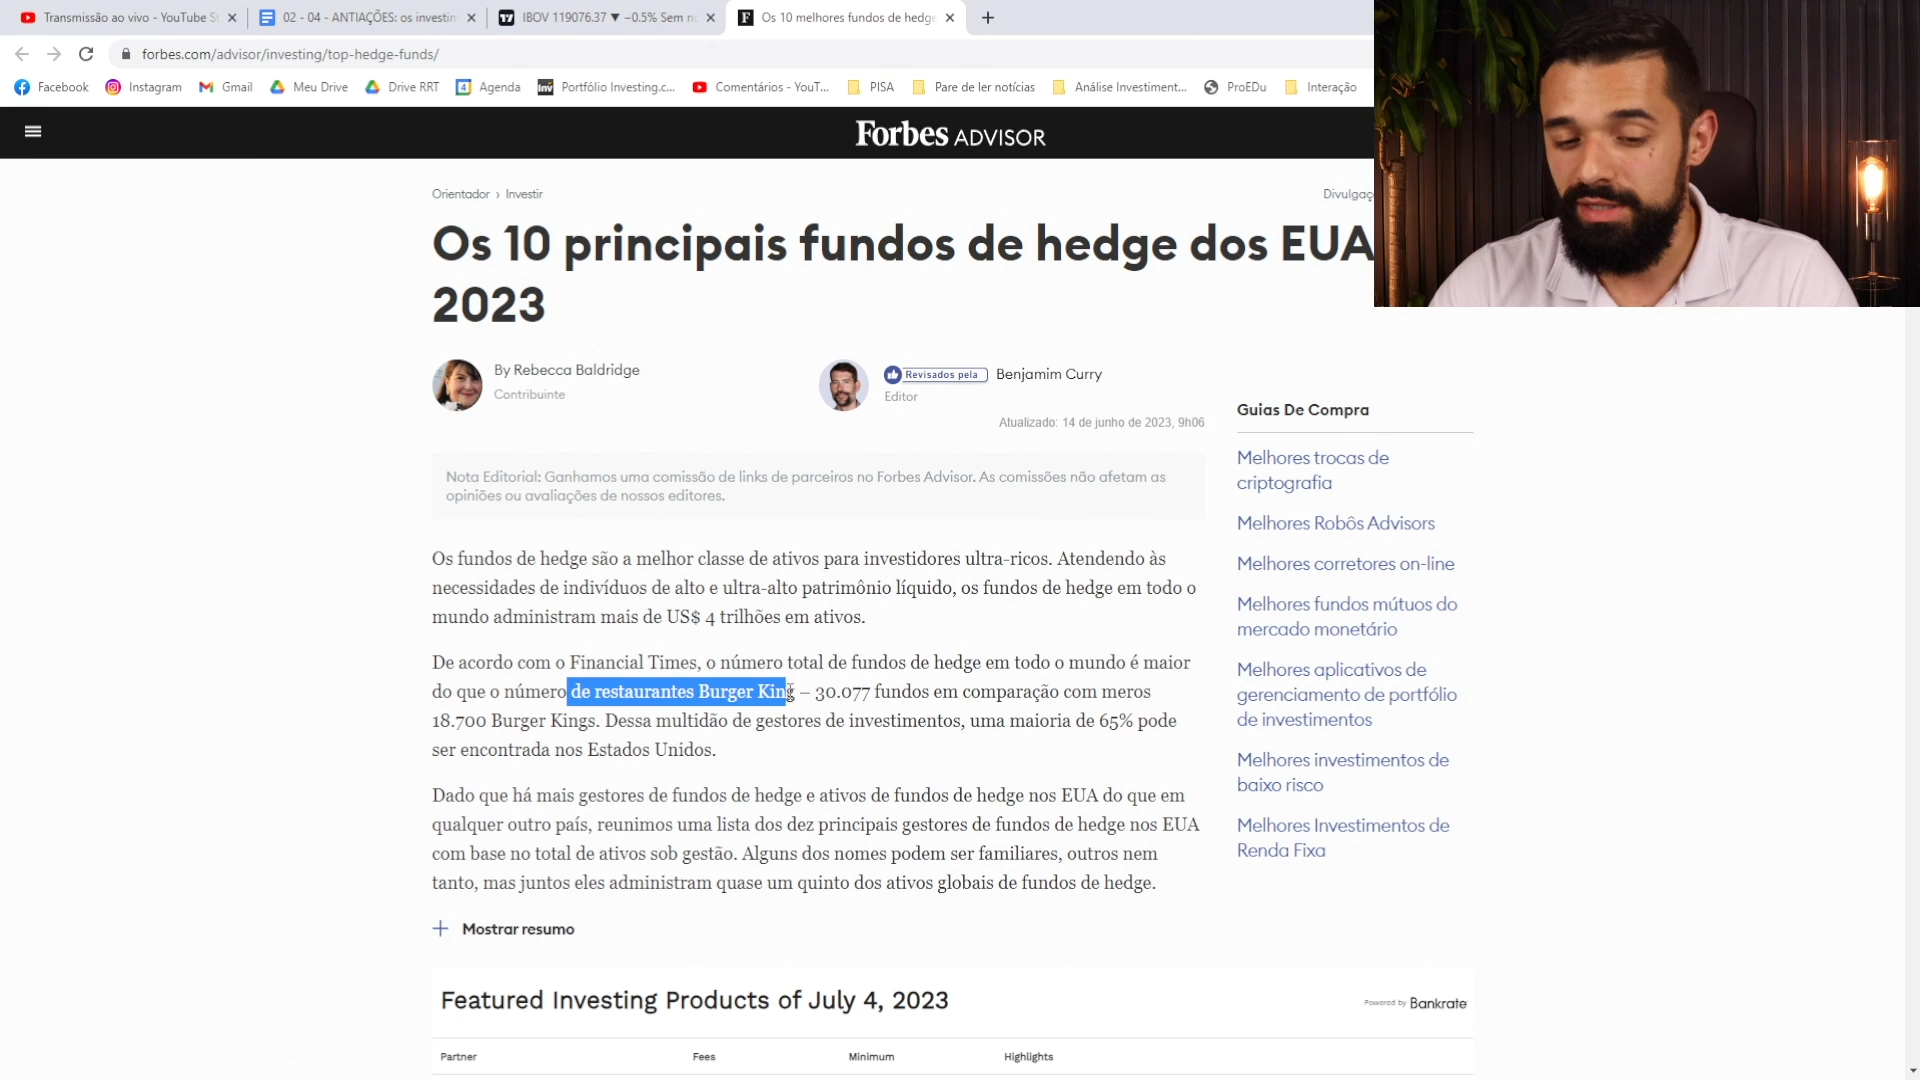 Transmissão ao vivo - YouTube St
02 - 04 - ANTIAÇÕES: os investim
IBOV 119076.37 ▼ −0.5% Sem no
Os 10 melhores fundos de hedge
forbes.com/advisor/investing/top-hedge-funds/
Facebook
Instagram
Gmail
Meu Drive
Drive RRT
Agenda
Portfólio Investing.c...
Comentários - YouT...
PISA
Pare de ler notícias
Análise Investiment...
ProEdu
Interação
Forbes ADVISOR
Orientador › Investir
Divulgaç
Os 10 principais fundos de hedge dos EUA
2023
By Rebecca Baldridge
Contribuinte
Revisados pela
Benjamim Curry
Editor
Atualizado: 14 de junho de 2023, 9h06
Nota Editorial: Ganhamos uma comissão de links de parceiros no Forbes Advisor. As comissões não afetam as
opiniões ou avaliações de nossos editores.
Os fundos de hedge são a melhor classe de ativos para investidores ultra-ricos. Atendendo às
necessidades de indivíduos de alto e ultra-alto patrimônio líquido, os fundos de hedge em todo o
mundo administram mais de US$ 4 trilhões em ativos.
De acordo com o Financial Times, o número total de fundos de hedge em todo o mundo é maior
do que o número de restaurantes Burger King – 30.077 fundos em comparação com meros
18.700 Burger Kings. Dessa multidão de gestores de investimentos, uma maioria de 65% pode
ser encontrada nos Estados Unidos.
Dado que há mais gestores de fundos de hedge e ativos de fundos de hedge nos EUA do que em
qualquer outro país, reunimos uma lista dos dez principais gestores de fundos de hedge nos EUA
com base no total de ativos sob gestão. Alguns dos nomes podem ser familiares, outros nem
tanto, mas juntos eles administram quase um quinto dos ativos globais de fundos de hedge.
Mostrar resumo
Guias De Compra
Melhores trocas de
criptografia
Melhores Robôs Advisors
Melhores corretores on-line
Melhores fundos mútuos do
mercado monetário
Melhores aplicativos de
gerenciamento de portfólio
de investimentos
Melhores investimentos de
baixo risco
Melhores Investimentos de
Renda Fixa
Featured Investing Products of July 4, 2023
Powered by Bankrate
Partner
Fees
Minimum
Highlights